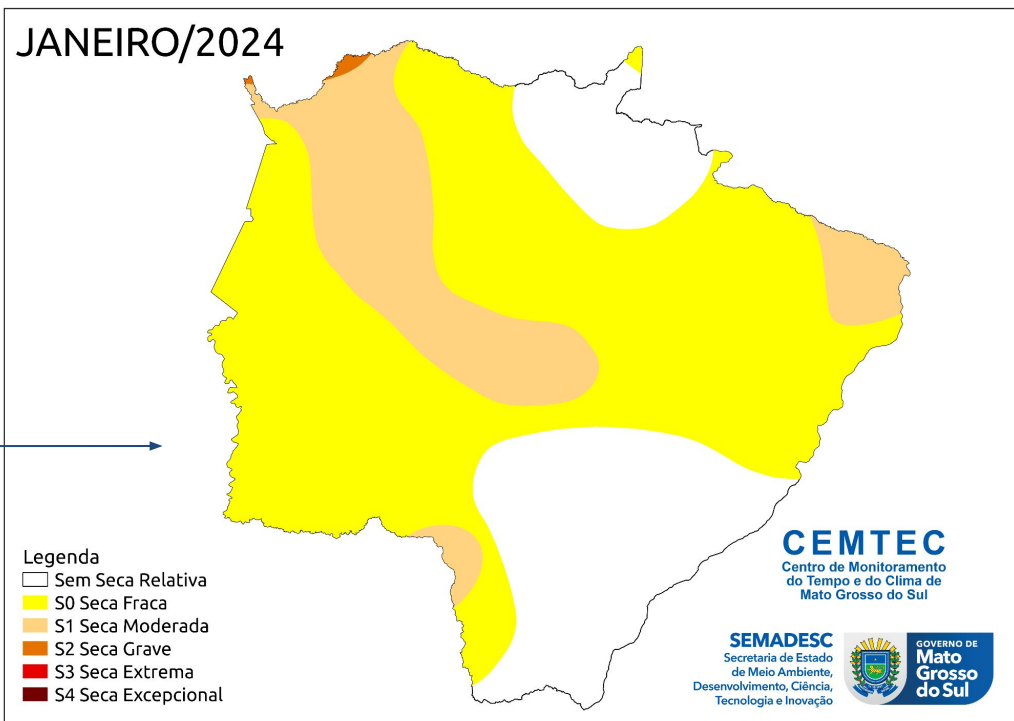 JANEIRO/2024
Legenda
Sem Seca Relativa
S0 Seca Fraca
S1 Seca Moderada
S2 Seca Grave
S3 Seca Extrema
S4 Seca Excepcional
CEMTEC
Centro de Monitoramento
do Tempo e do Clima de
Mato Grosso do Sul
SEMADESC
Secretaria de Estado
de Meio Ambiente,
Desenvolvimento, Ciência,
Tecnologia e Inovação
GOVERNO DE
Mato
Grosso
do Sul